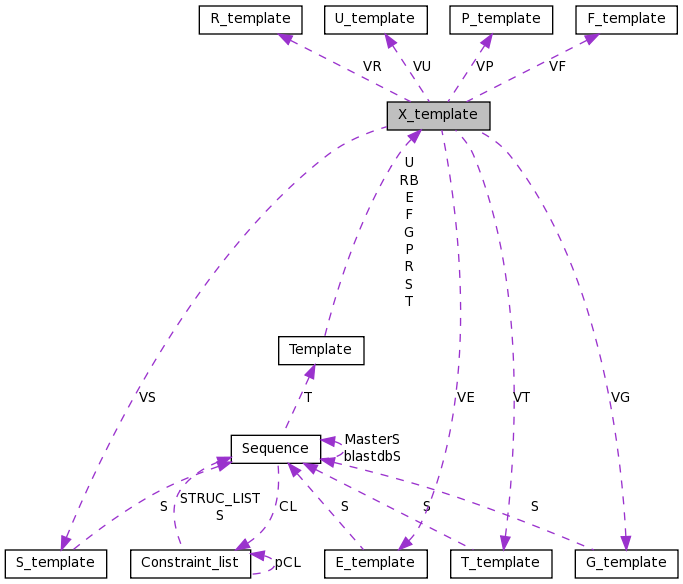 R_template
U_template
P_template
F_template
VR
VU
VP
VF
X_template
U
RB
E
F
G
P
R
S
T
Template
VS
T
VE
VT
VG
Sequence
MasterS
blastdbS
STRUC_LIST
S
S
CL
S
S
S
S_template
Constraint_list
pCL
E_template
T_template
G_template